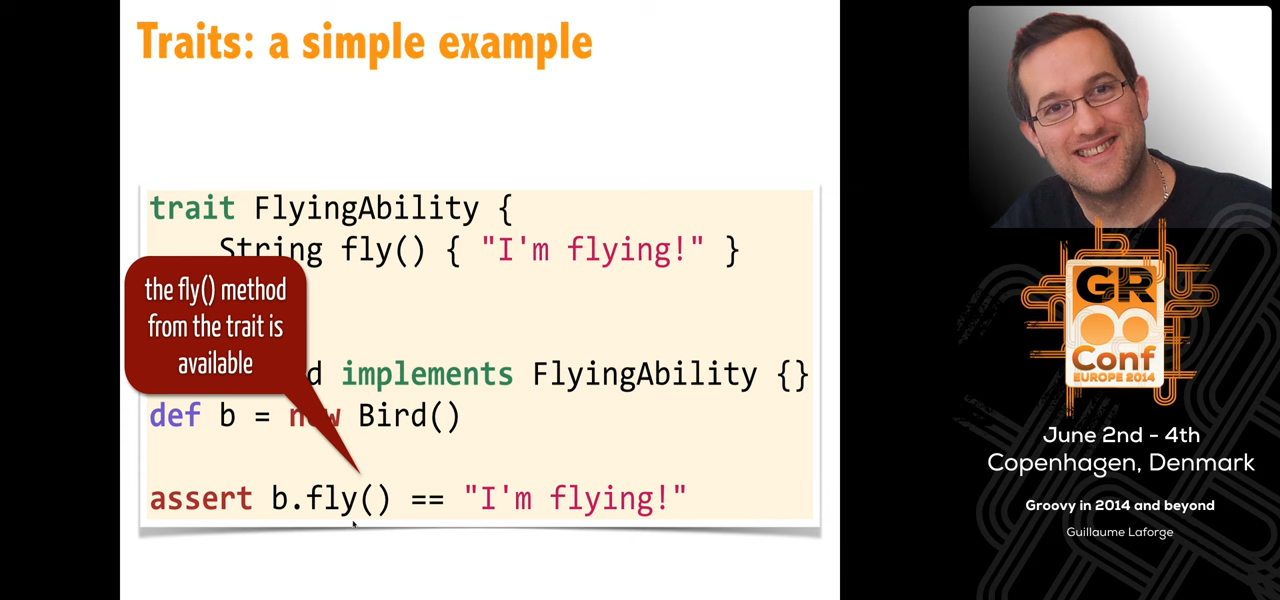 Traits: a simple example
trait FlyingAbility {
String fly() { "I'm flying!" }
the fly() method
from the trait is
available
d implements FlyingAbility {}
def b = new Bird()
assert b.fly() == "I'm flying!"
GR
Conf
EUROPE 2014
June 2nd - 4th
Copenhagen, Denmark
Groovy in 2014 and beyond
Guillaume Laforge